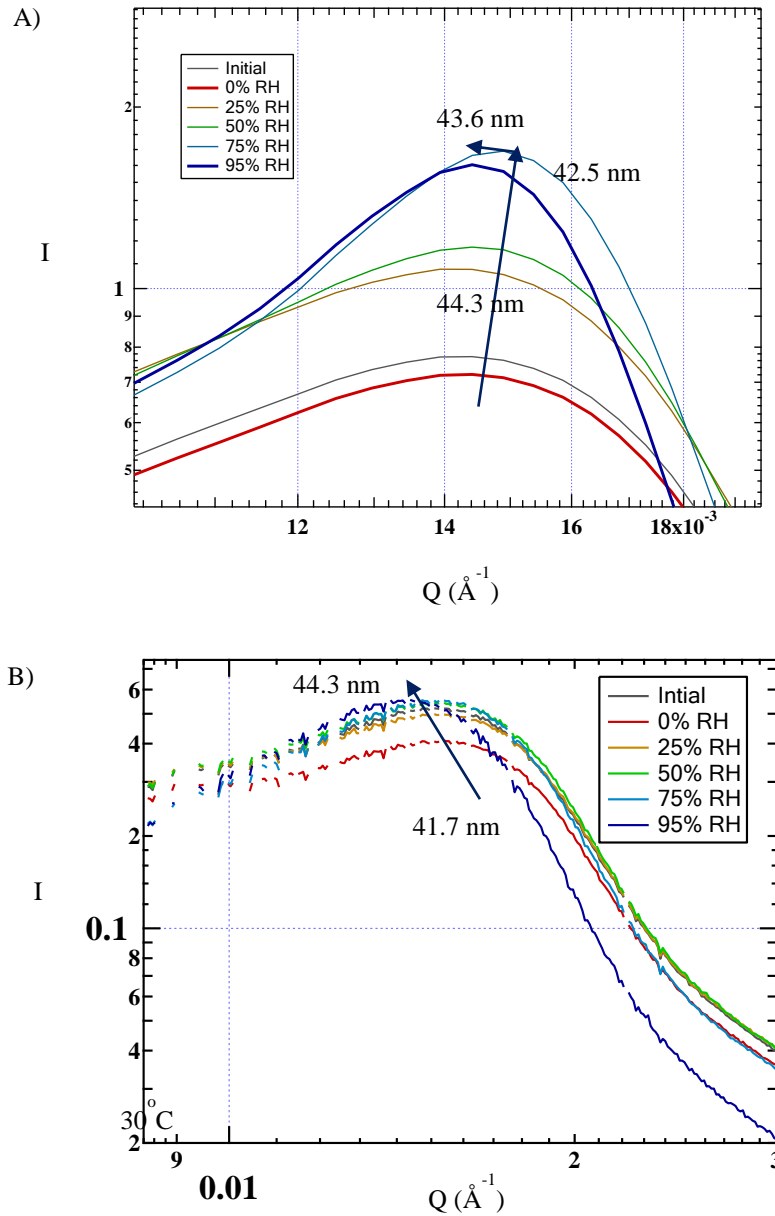 A)
Initial
0% RH
25% RH
50% RH
75% RH
95% RH
43.6 nm
42.5 nm
44.3 nm
I
2
1
9
8
7
6
5
12
14
16
18x10⁻³
Q (Å⁻¹)
B)
44.3 nm
41.7 nm
Intial
0% RH
25% RH
50% RH
75% RH
95% RH
I
6
4
2
0.1
8
6
4
2
30°C
9
0.01
2
3
Q (Å⁻¹)